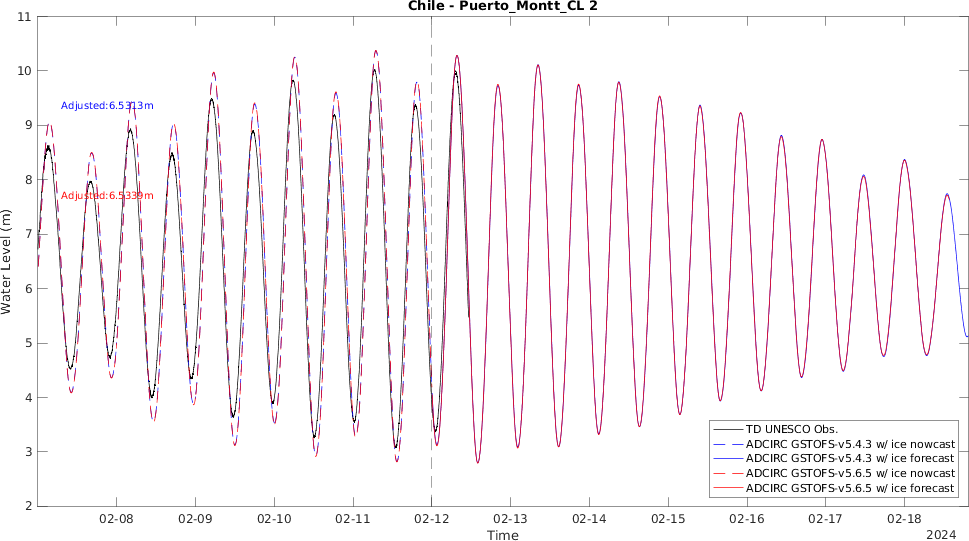 Chile - Puerto_Montt_CL 2
11
10
9
8
7
6
5
4
3
2
Water Level (m)
Adjusted:6.5313m
Adjusted:6.5339m
TD UNESCO Obs.
ADCIRC GSTOFS-v5.4.3 w/ ice nowcast
ADCIRC GSTOFS-v5.4.3 w/ ice forecast
ADCIRC GSTOFS-v5.6.5 w/ ice nowcast
ADCIRC GSTOFS-v5.6.5 w/ ice forecast
02-08 02-09 02-10 02-11 02-12 02-13 02-14 02-15 02-16 02-17 02-18
Time
2024